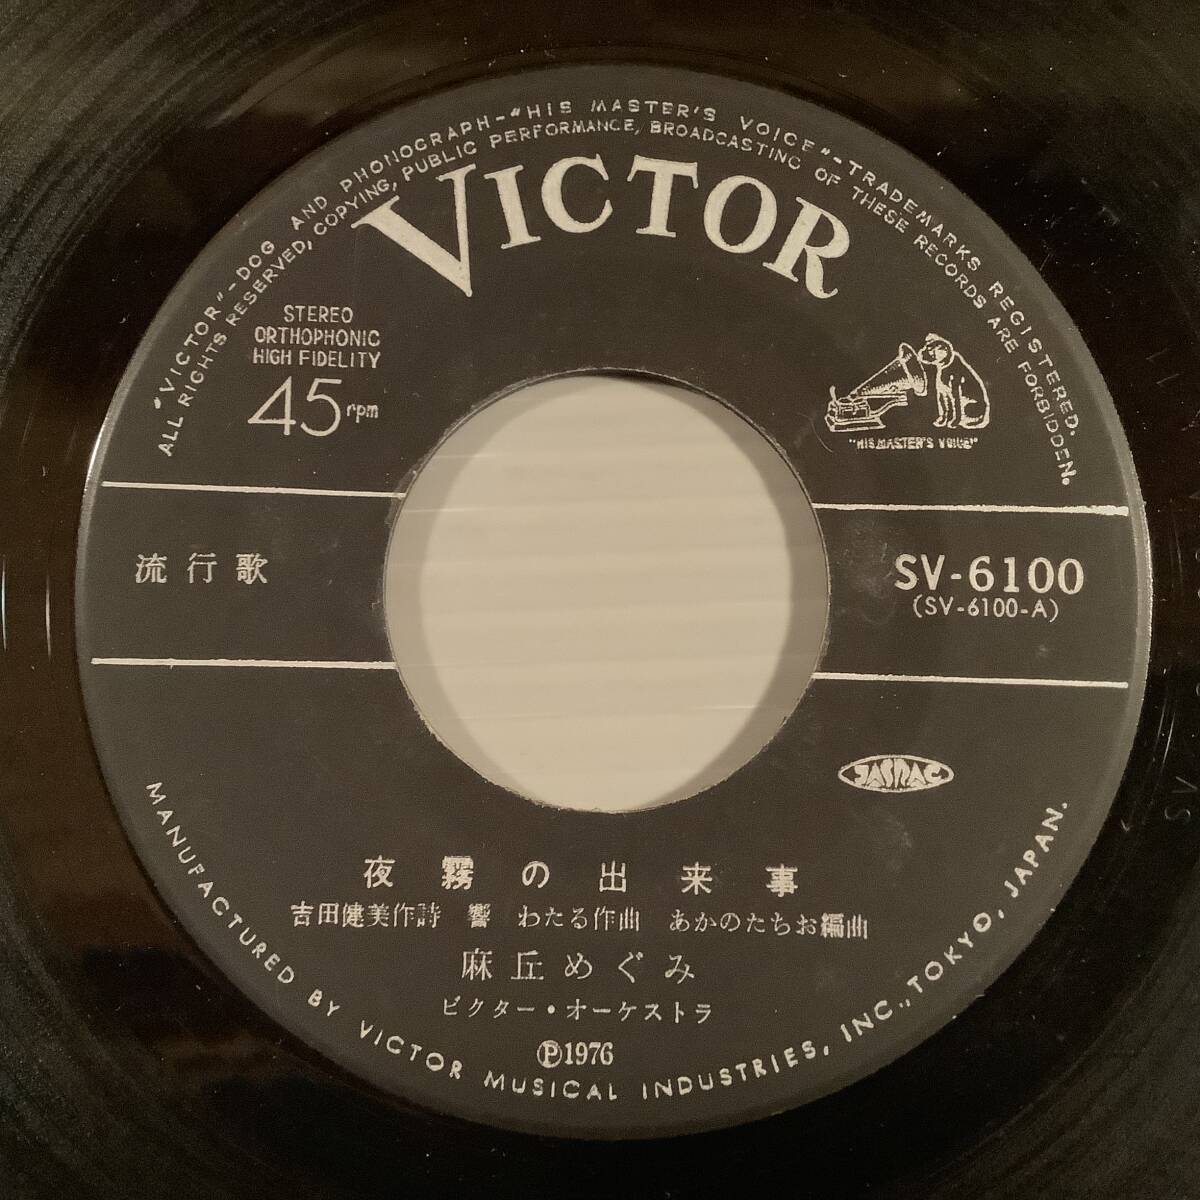 "VICTOR"-DOG AND PHONOGRAPH-"HIS MASTER'S VOICE"-TRADEMARKS REGISTERED.
ALL RIGHTS RESERVED, COPYING, PUBLIC PERFORMANCE, BROADCASTING OF THESE RECORDS ARE FORBIDDEN.
VICTOR
STEREO
ORTHOPHONIC
HIGH FIDELITY
45 rpm
"HIS MASTER'S VOICE"
流行歌
SV-6100
(SV-6100-A)
JASRAC
夜霧の出来事
吉田健美作詩 響 わたる作曲 あかのたちお編曲
麻丘めぐみ
ビクター・オーケストラ
Ⓟ1976
MANUFACTURED BY VICTOR MUSICAL INDUSTRIES, INC., TOKYO, JAPAN.